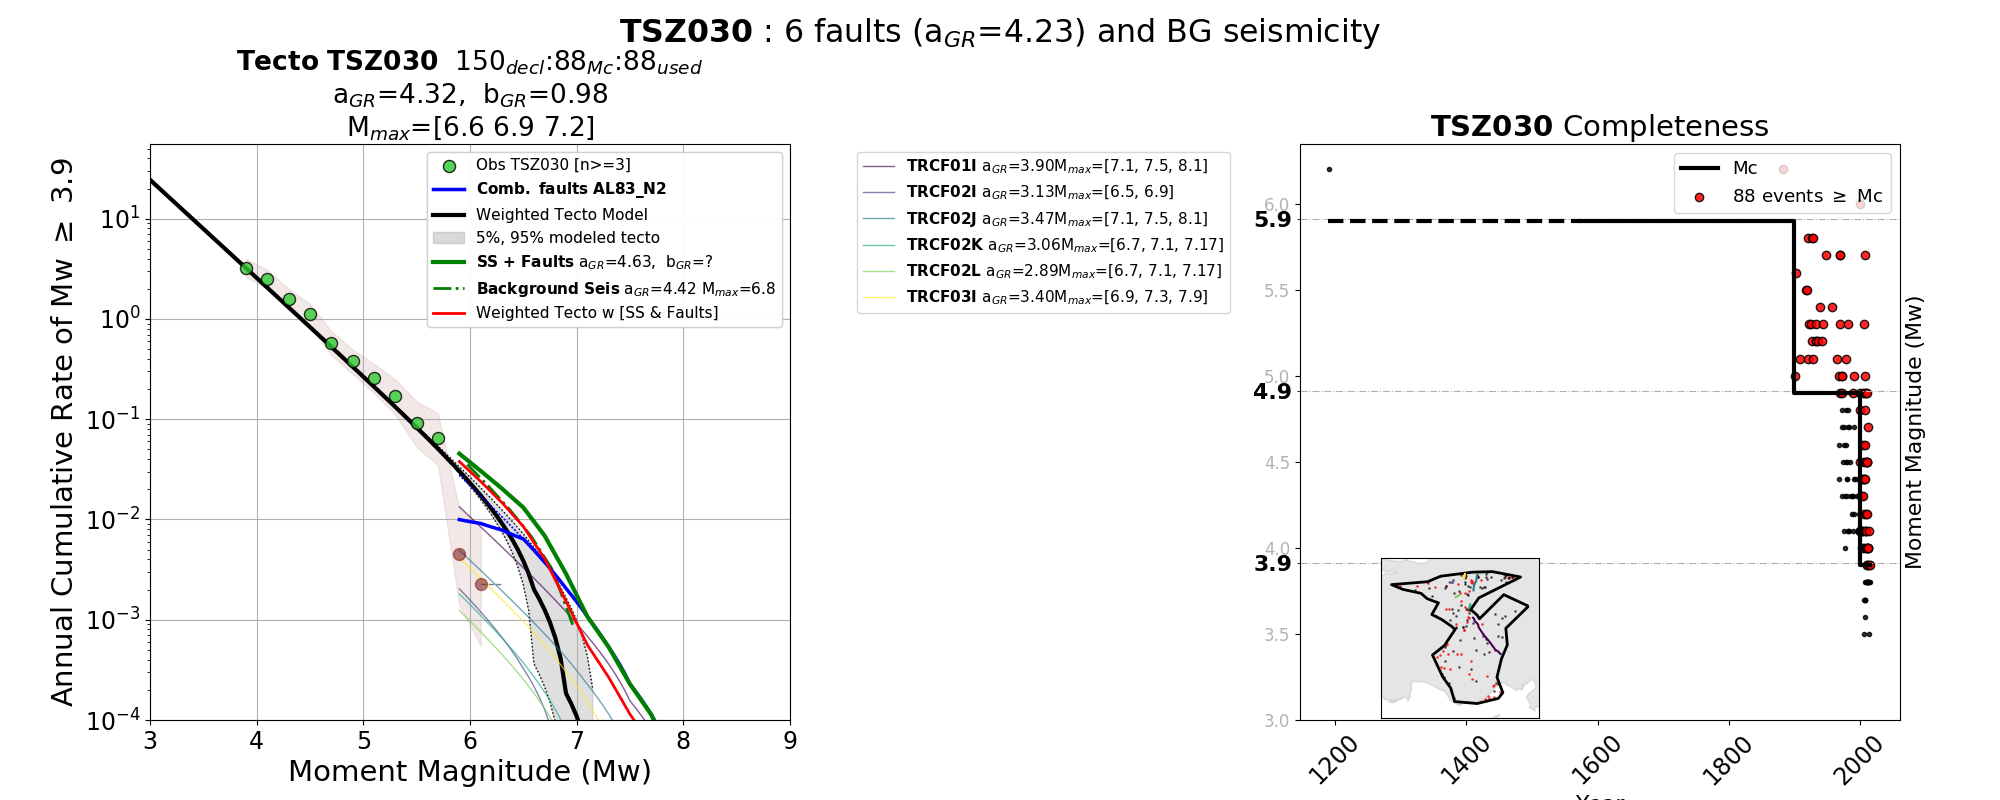 TSZ030 : 6 faults (aGR=4.23) and BG seismicity
Tecto TSZ030 150decl:88Mc:88used
aGR=4.32, bGR=0.98
Mmax=[6.6 6.9 7.2]
Annual Cumulative Rate of Mw ≥ 3.9
10^1
10^0
10^−1
10^−2
10^−3
10^−4
3 4 5 6 7 8 9
Moment Magnitude (Mw)
Obs TSZ030 [n>=3]
Comb. faults AL83_N2
Weighted Tecto Model
5%, 95% modeled tecto
SS + Faults aGR=4.63, bGR=?
Background Seis aGR=4.42 Mmax=6.8
Weighted Tecto w [SS & Faults]
TRCF01I aGR=3.90Mmax=[7.1, 7.5, 8.1]
TRCF02I aGR=3.13Mmax=[6.5, 6.9]
TRCF02J aGR=3.47Mmax=[7.1, 7.5, 8.1]
TRCF02K aGR=3.06Mmax=[6.7, 7.1, 7.17]
TRCF02L aGR=2.89Mmax=[6.7, 7.1, 7.17]
TRCF03I aGR=3.40Mmax=[6.9, 7.3, 7.9]
TSZ030 Completeness
Mc
88 events ≥ Mc
6.0
5.9
5.5
5.0
4.9
4.5
4.0
3.9
3.5
3.0
1200 1400 1600 1800 2000
Year
Moment Magnitude (Mw)